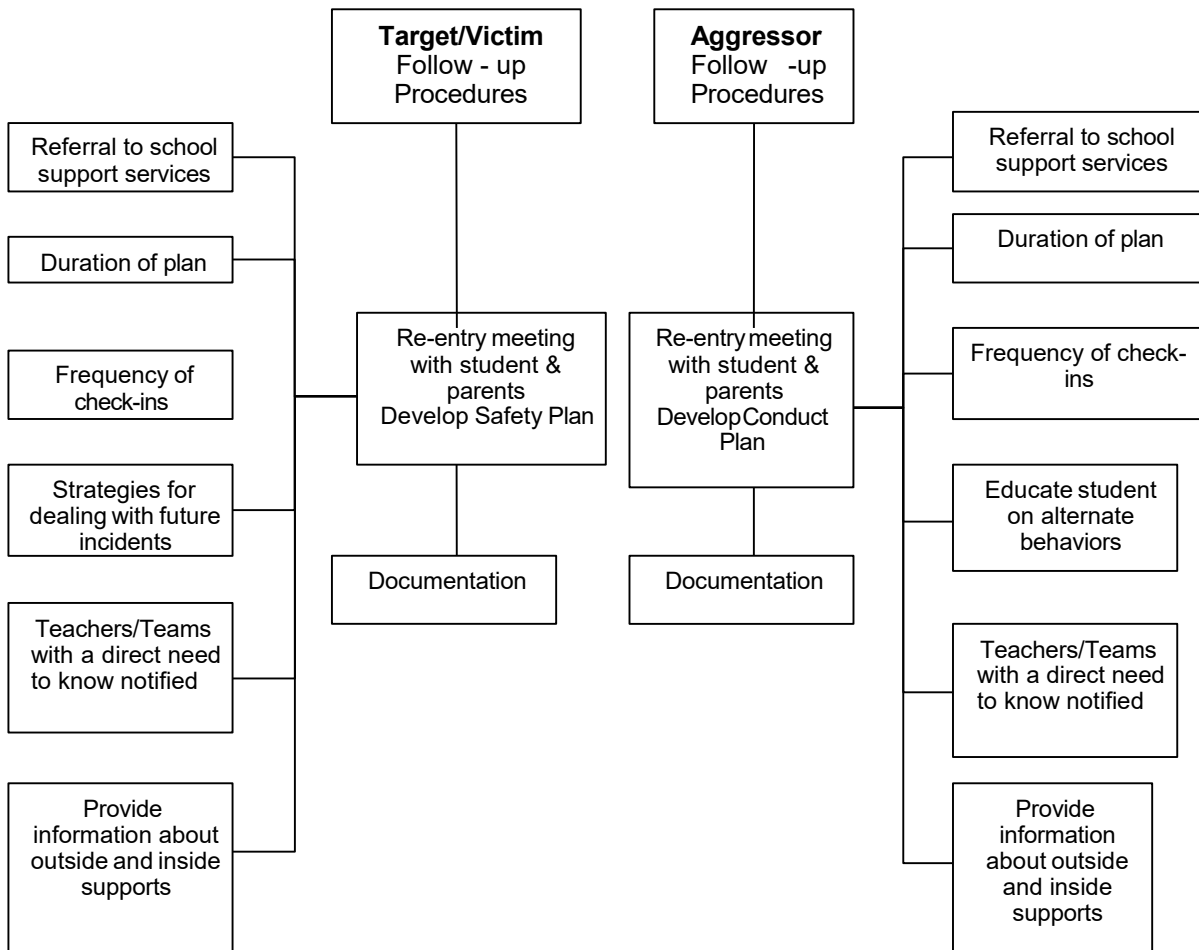 Target/Victim
Follow - up
Procedures
Aggressor
Follow -up
Procedures
Referral to school
support services
Duration of plan
Frequency of
check-ins
Strategies for
dealing with future
incidents
Teachers/Teams
with a direct need
to know notified
Provide
information about
outside and inside
supports
Re-entry meeting
with student &
parents
Develop Safety Plan
Documentation
Re-entry meeting
with student &
parents
DevelopConduct
Plan
Documentation
Referral to school
support services
Duration of plan
Frequency of check-
ins
Educate student
on alternate
behaviors
Teachers/Teams
with a direct need
to know notified
Provide
information
about outside
and inside
supports